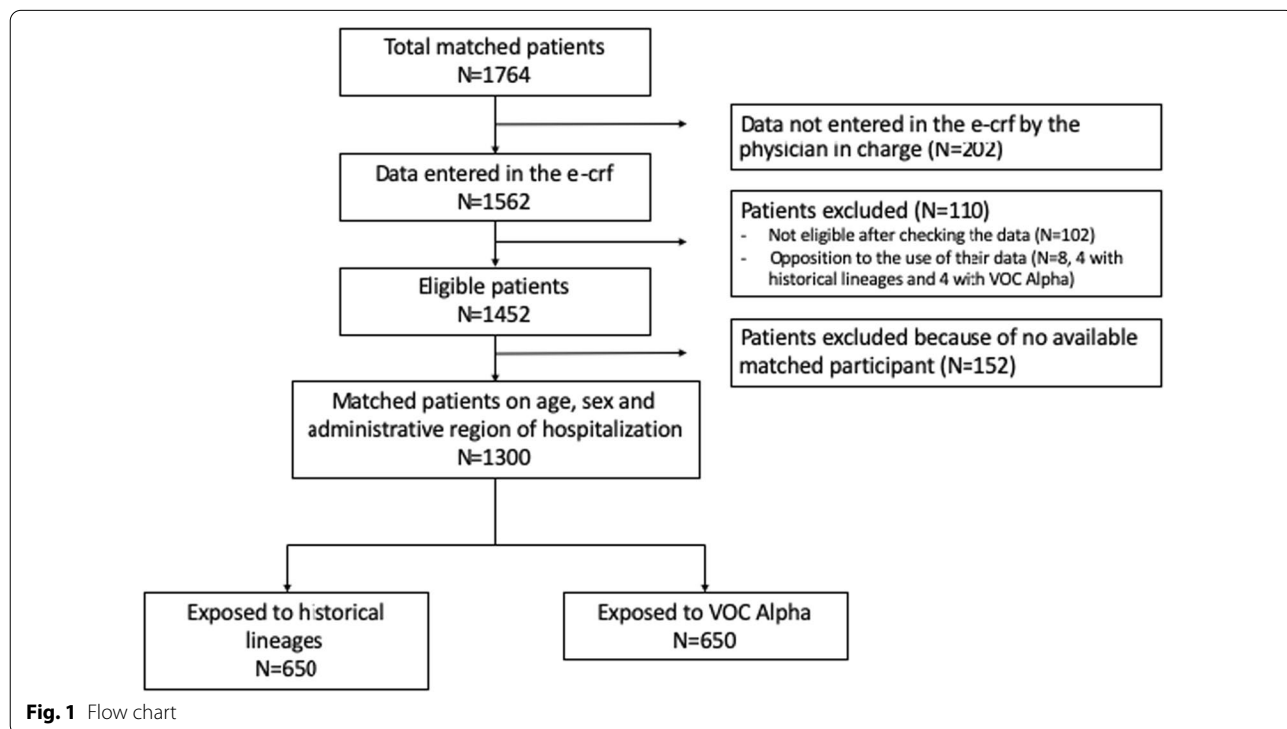 Total matched patients
N=1764
Data not entered in the e-crf by the
physician in charge (N=202)
Data entered in the e-crf
N=1562
Patients excluded (N=110)
- Not eligible after checking the data (N=102)
- Opposition to the use of their data (N=8, 4 with
historical lineages and 4 with VOC Alpha)
Eligible patients
N=1452
Patients excluded because of no available
matched participant (N=152)
Matched patients on age, sex and
administrative region of hospitalization
N=1300
Exposed to historical
lineages
N=650
Exposed to VOC Alpha
N=650
Fig. 1 Flow chart